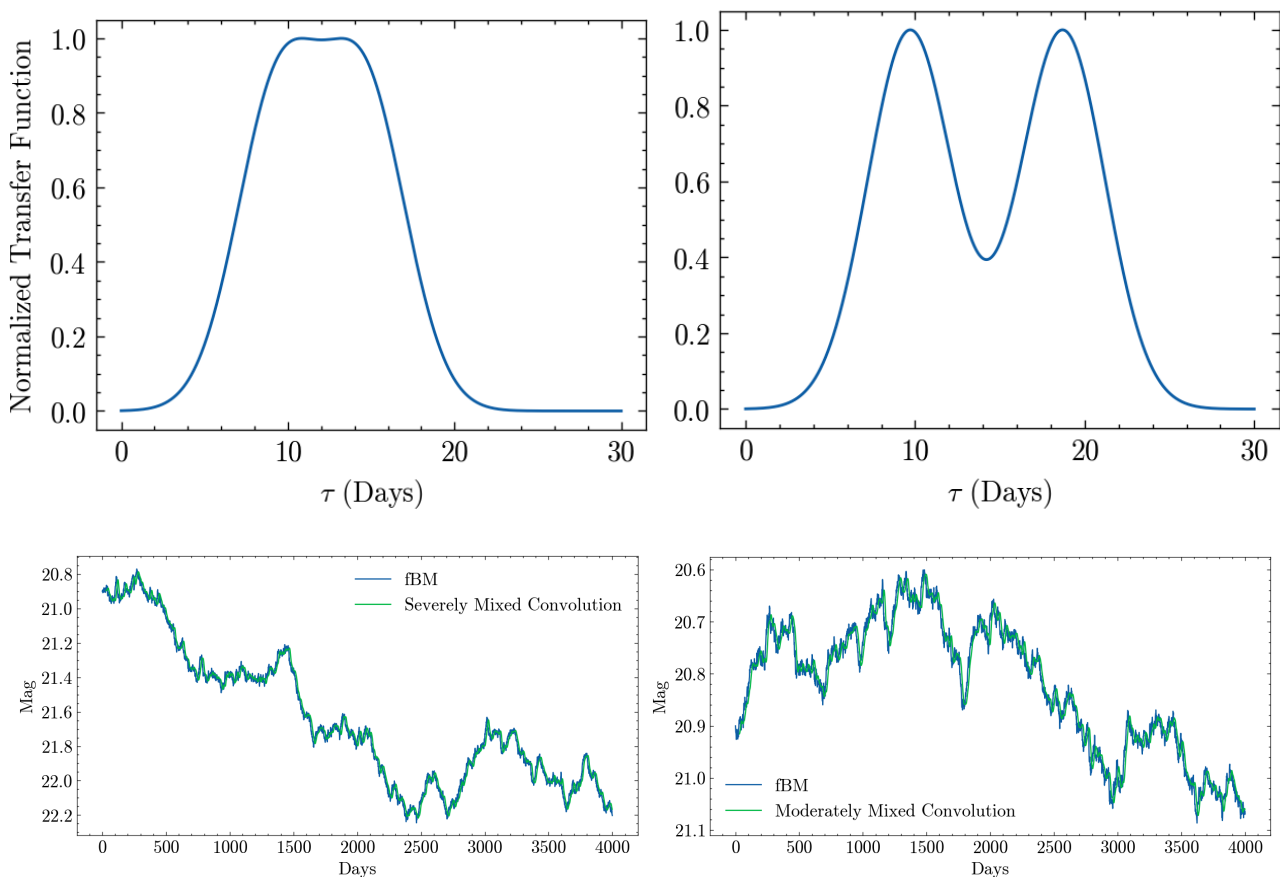 Normalized Transfer Function
1.0
0.8
0.6
0.4
0.2
0.0
0 10 20 30
τ (Days)
1.0
0.8
0.6
0.4
0.2
0.0
0 10 20 30
τ (Days)
Mag
20.8
21.0
21.2
21.4
21.6
21.8
22.0
22.2
fBM
Severely Mixed Convolution
0 500 1000 1500 2000 2500 3000 3500 4000
Days
Mag
20.6
20.7
20.8
20.9
21.0
21.1
fBM
Moderately Mixed Convolution
0 500 1000 1500 2000 2500 3000 3500 4000
Days